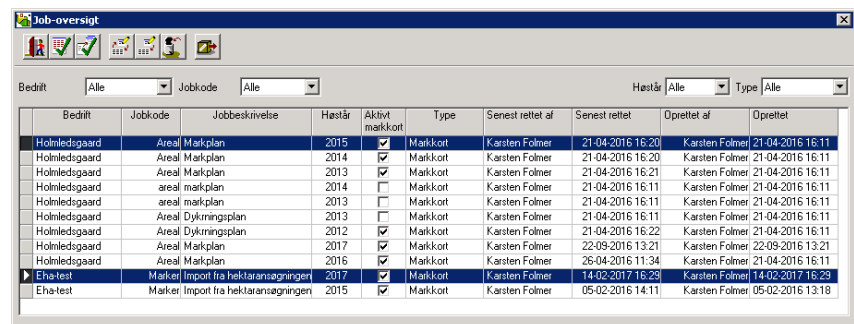 Job-oversigt
Bedrift Alle Jobkode Alle Høstår Alle Type Alle
Bedrift Jobkode Jobbeskrivelse Høstår Aktivt markkort Type Senest rettet af Senest rettet Oprettet af Oprettet
Holmledsgaard Areal Markplan 2015 Markkort Karsten Folmer 21-04-2016 16:20 Karsten Folmer 21-04-2016 16:11
Holmledsgaard Areal Markplan 2014 Markkort Karsten Folmer 21-04-2016 16:20 Karsten Folmer 21-04-2016 16:11
Holmledsgaard Areal Markplan 2013 Markkort Karsten Folmer 21-04-2016 16:21 Karsten Folmer 21-04-2016 16:11
Holmledsgaard areal markplan 2014 Markkort Karsten Folmer 21-04-2016 16:11 Karsten Folmer 21-04-2016 16:11
Holmledsgaard areal markplan 2013 Markkort Karsten Folmer 21-04-2016 16:11 Karsten Folmer 21-04-2016 16:11
Holmledsgaard Areal Dykrningsplan 2013 Markkort Karsten Folmer 21-04-2016 16:11 Karsten Folmer 21-04-2016 16:11
Holmledsgaard Areal Dykrningsplan 2012 Markkort Karsten Folmer 21-04-2016 16:22 Karsten Folmer 21-04-2016 16:11
Holmledsgaard Areal Markplan 2017 Markkort Karsten Folmer 22-09-2016 13:21 Karsten Folmer 22-09-2016 13:21
Holmledsgaard Areal Markplan 2016 Markkort Karsten Folmer 26-04-2016 11:34 Karsten Folmer 21-04-2016 16:11
Eha-test Marker Import fra hektaransøgningen 2017 Markkort Karsten Folmer 14-02-2017 16:29 Karsten Folmer 14-02-2017 16:29
Eha-test Marker Import fra hektaransøgningen 2015 Markkort Karsten Folmer 05-02-2016 14:11 Karsten Folmer 05-02-2016 13:18